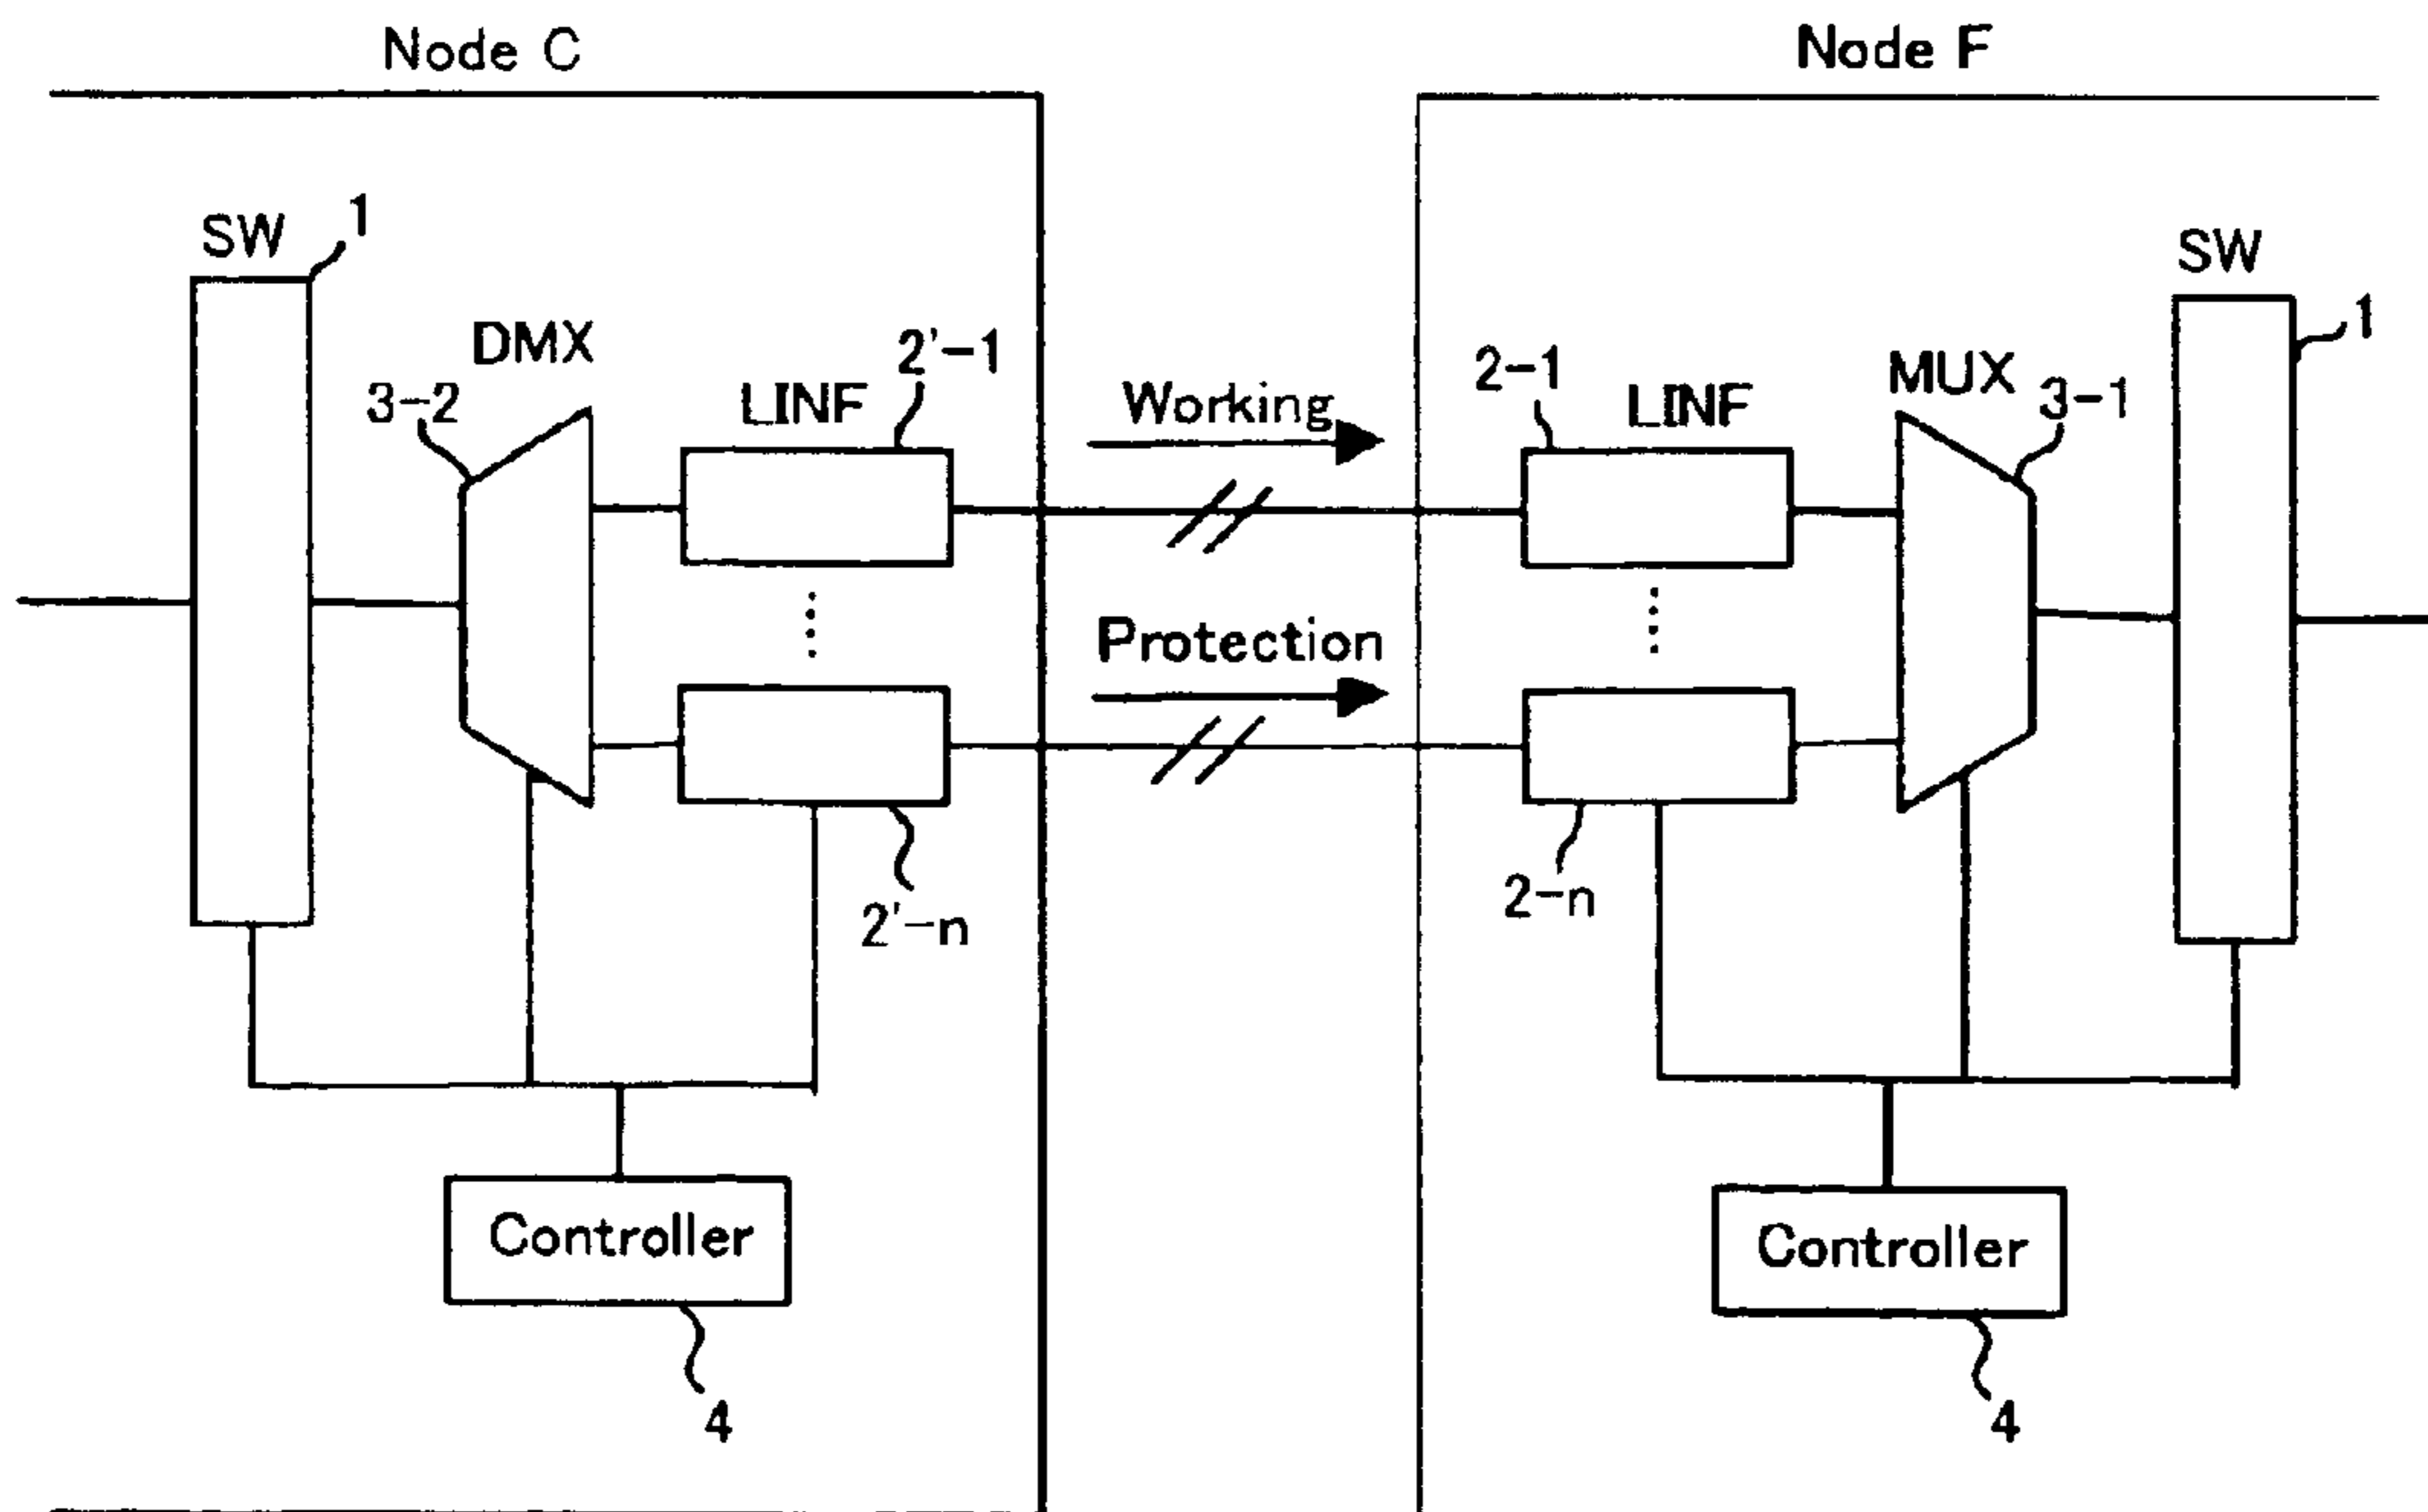 Node C
Node F
SW
1
DMX
3-2
LINF
2'-1
Working
2-1
LINF
MUX
3-1
SW
1
Protection
2'-n
2-n
Controller
4
Controller
4